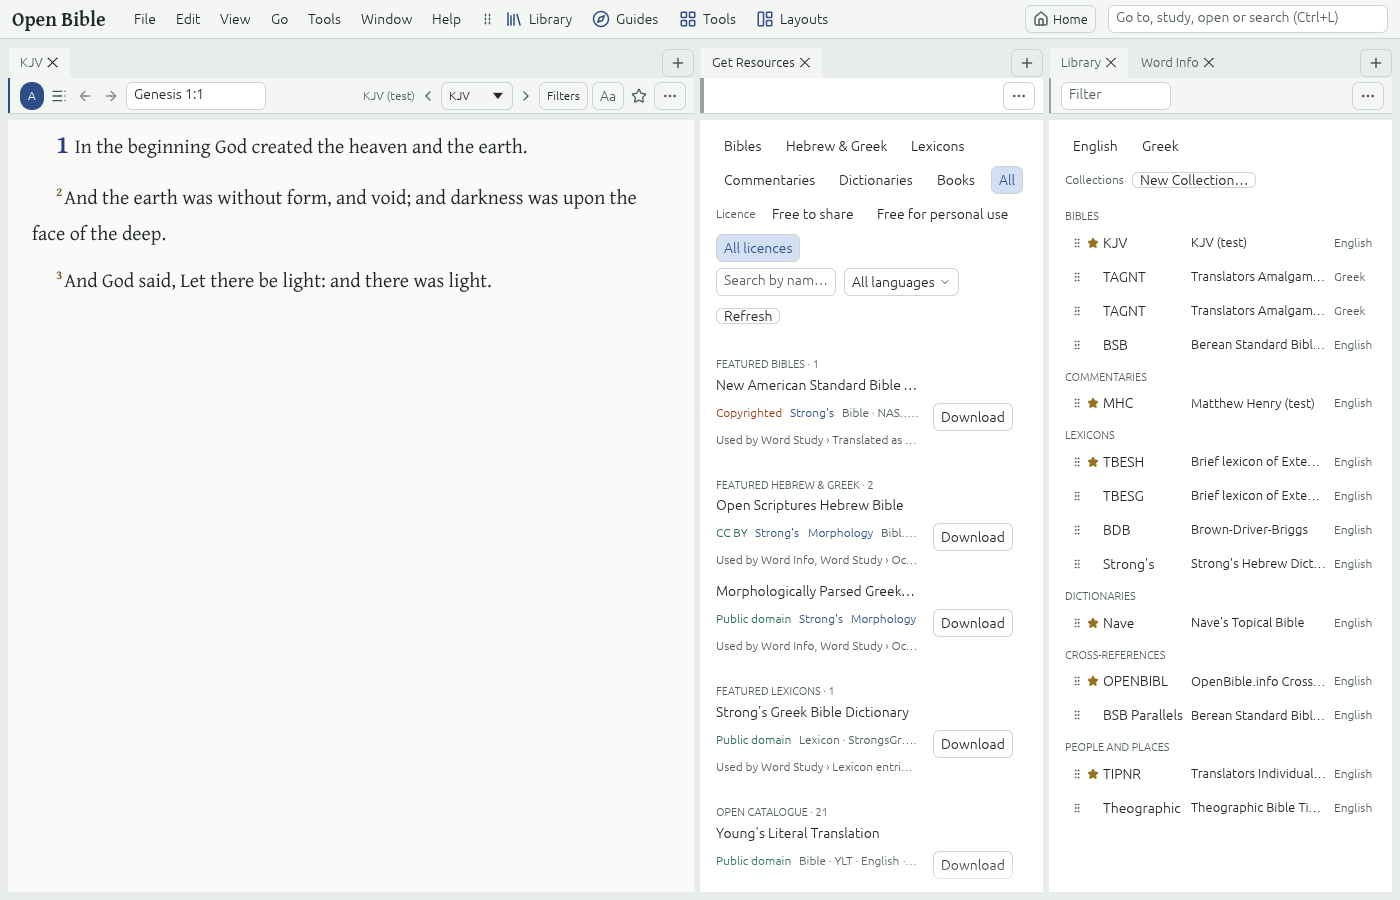 Open Bible File Edit View Go Tools Window Help Library Guides Tools Layouts Home Go to, study, open or search (Ctrl+L)
KJV
A Genesis 1:1 KJV (test) KJV Filters Aa
1 In the beginning God created the heaven and the earth.
2 And the earth was without form, and void; and darkness was upon the
face of the deep.
3 And God said, Let there be light: and there was light.
Get Resources
Bibles Hebrew & Greek Lexicons
Commentaries Dictionaries Books All
Licence Free to share Free for personal use
All licences
Search by nam… All languages
Refresh
FEATURED BIBLES · 1
New American Standard Bible …
Copyrighted Strong's Bible · NAS.… Download
Used by Word Study › Translated as …
FEATURED HEBREW & GREEK · 2
Open Scriptures Hebrew Bible
CC BY Strong's Morphology Bibl.… Download
Used by Word Info, Word Study › Oc…
Morphologically Parsed Greek…
Public domain Strong's Morphology Download
Used by Word Info, Word Study › Oc…
FEATURED LEXICONS · 1
Strong's Greek Bible Dictionary
Public domain Lexicon · StrongsGr.… Download
Used by Word Study › Lexicon entri…
OPEN CATALOGUE · 21
Young's Literal Translation
Public domain Bible · YLT · English ·… Download
Library Word Info
Filter
English Greek
Collections New Collection…
BIBLES
KJV KJV (test) English
TAGNT Translators Amalgam… Greek
TAGNT Translators Amalgam… Greek
BSB Berean Standard Bibl… English
COMMENTARIES
MHC Matthew Henry (test) English
LEXICONS
TBESH Brief lexicon of Exte… English
TBESG Brief lexicon of Exte… English
BDB Brown-Driver-Briggs English
Strong's Strong's Hebrew Dict… English
DICTIONARIES
Nave Nave's Topical Bible English
CROSS-REFERENCES
OPENBIBL OpenBible.info Cross… English
BSB Parallels Berean Standard Bibl… English
PEOPLE AND PLACES
TIPNR Translators Individual… English
Theographic Theographic Bible Ti… English